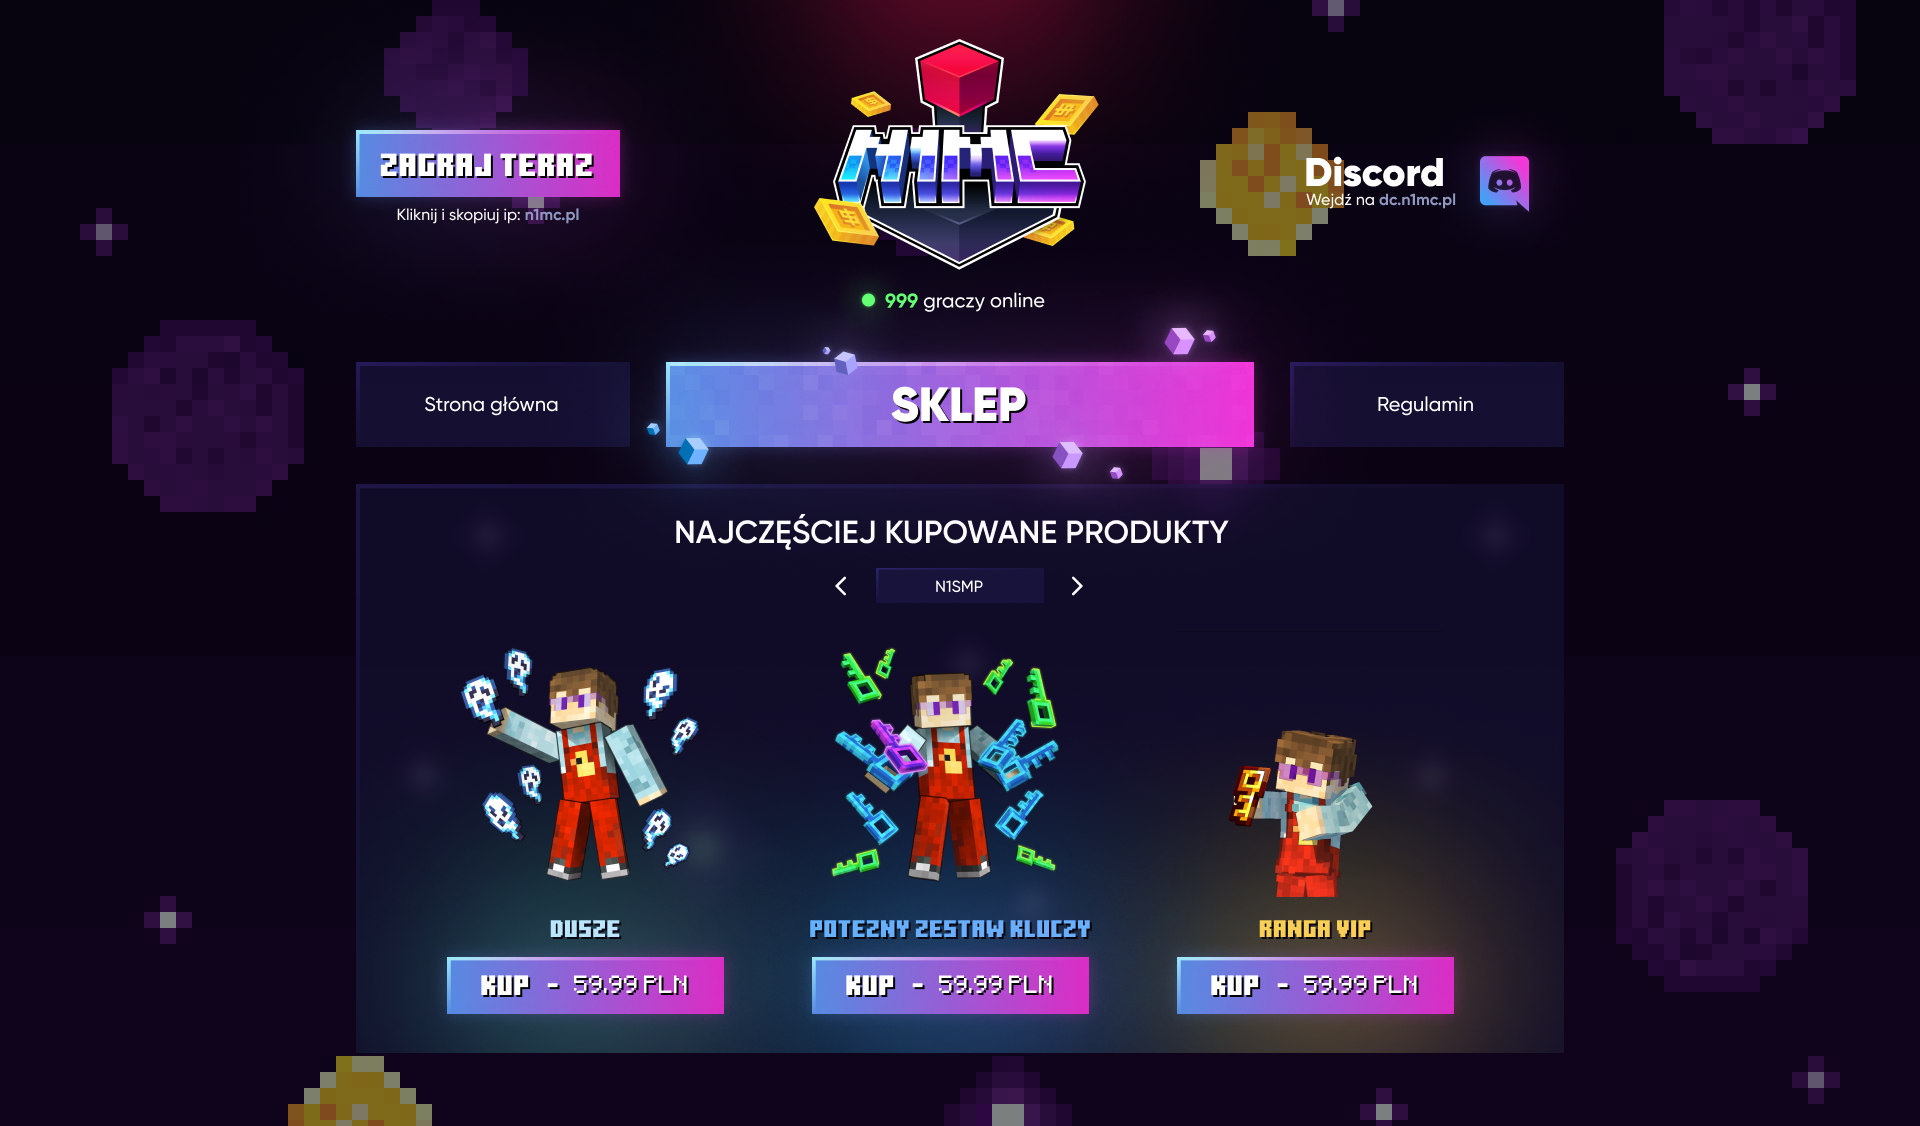 ZAGRAJ TERAZ
Kliknij i skopiuj ip: n1mc.pl
N1MC
Discord
Wejdź na dc.n1mc.pl
999 graczy online
Strona główna
SKLEP
Regulamin
NAJCZĘŚCIEJ KUPOWANE PRODUKTY
N1SMP
DUSZE
POTEZNY ZESTAW KLUCZY
RANGA VIP
KUP - 59.99 PLN
KUP - 59.99 PLN
KUP - 59.99 PLN